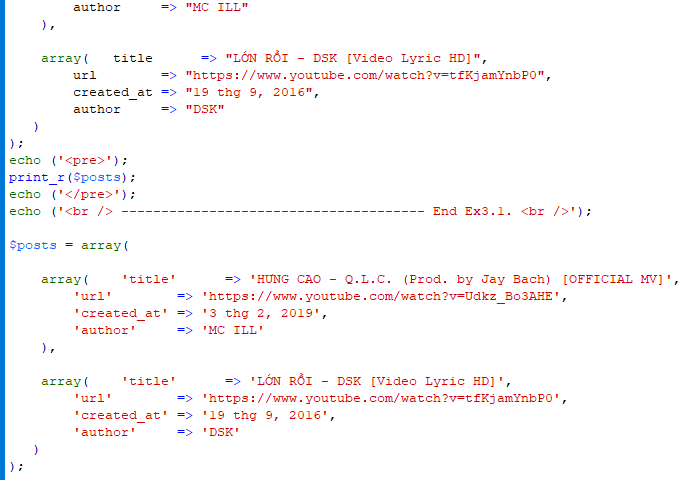 author => "MC ILL"
),
array( title => "LỚN RỒI - DSK [Video Lyric HD]",
url => "https://www.youtube.com/watch?v=tfKjamYnbP0",
created_at => "19 thg 9, 2016",
author => "DSK"
)
);
echo ('<pre>');
print_r($posts);
echo ('</pre>');
echo ('<br /> -------------------------------------- End Ex3.1. <br />');
$posts = array(
array( 'title' => 'HƯNG CAO - Q.L.C. (Prod. by Jay Bach) [OFFICIAL MV]',
'url' => 'https://www.youtube.com/watch?v=Udkz_Bo3AHE',
'created_at' => '3 thg 2, 2019',
'author' => 'MC ILL'
),
array( 'title' => 'LỚN RỒI - DSK [Video Lyric HD]',
'url' => 'https://www.youtube.com/watch?v=tfKjamYnbP0',
'created_at' => '19 thg 9, 2016',
'author' => 'DSK'
)
);